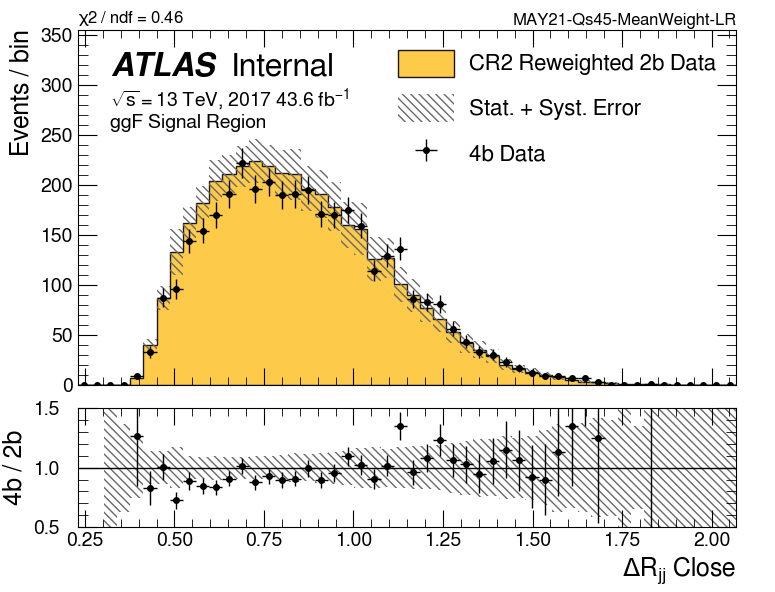 χ² / ndf = 0.46
MAY21-Qs45-MeanWeight-LR
Events / bin
350
300
250
200
150
100
50
0
ATLAS Internal
√s = 13 TeV, 2017 43.6 fb⁻¹
ggF Signal Region
CR2 Reweighted 2b Data
Stat. + Syst. Error
4b Data
4b / 2b
1.5
1.0
0.5
0.25 0.50 0.75 1.00 1.25 1.50 1.75 2.00
ΔRjj Close